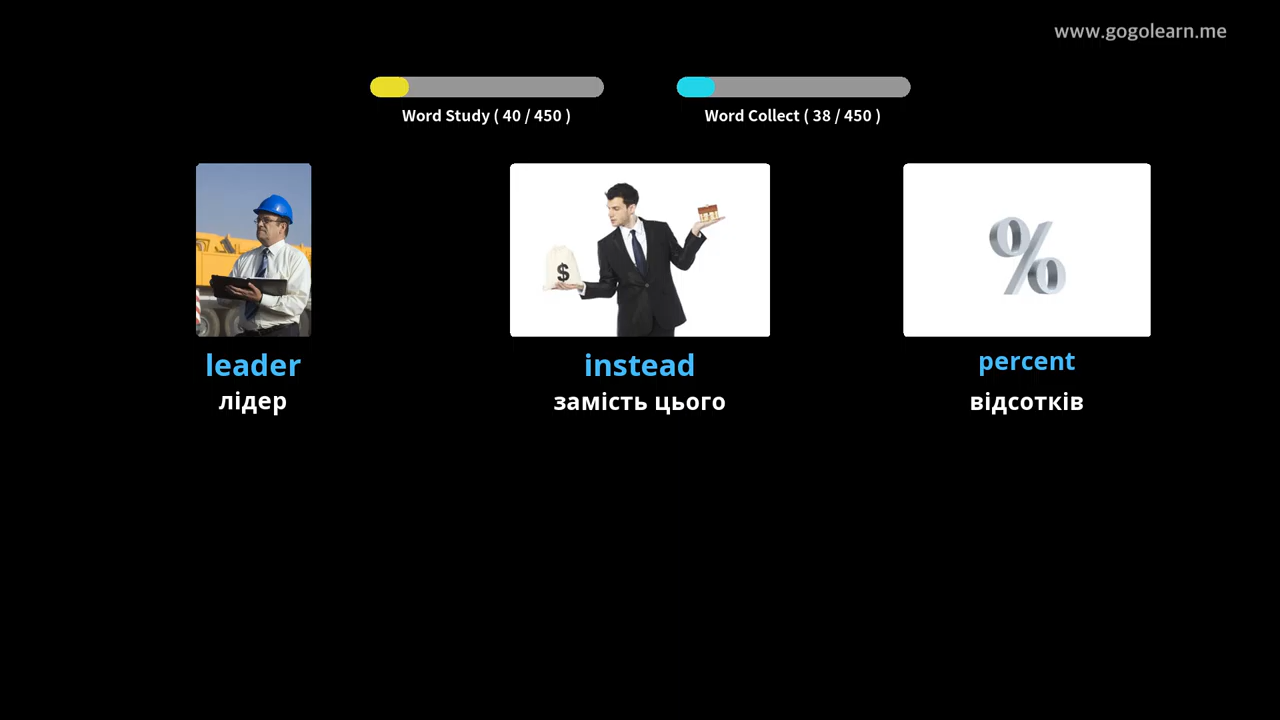 www.gogolearn.me
Word Study ( 40 / 450 )
Word Collect ( 38 / 450 )
$
%
leader
instead
percent
лідер
замість цього
відсотків